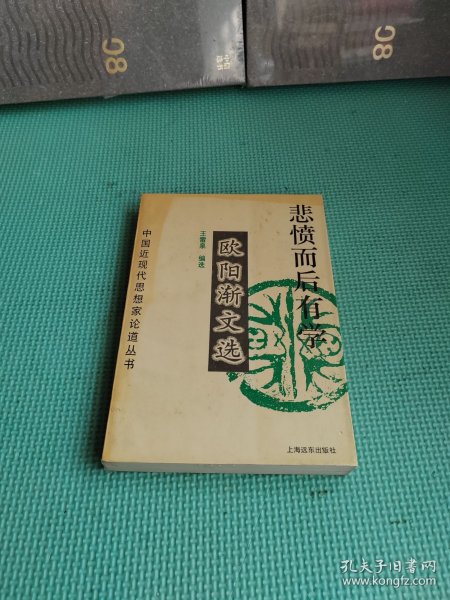 98
98
悲愤而后有学
欧阳渐文选
王雷泉 编选
中国近现代思想家论道丛书
上海远东出版社
孔夫子旧书网
www.kongfz.com